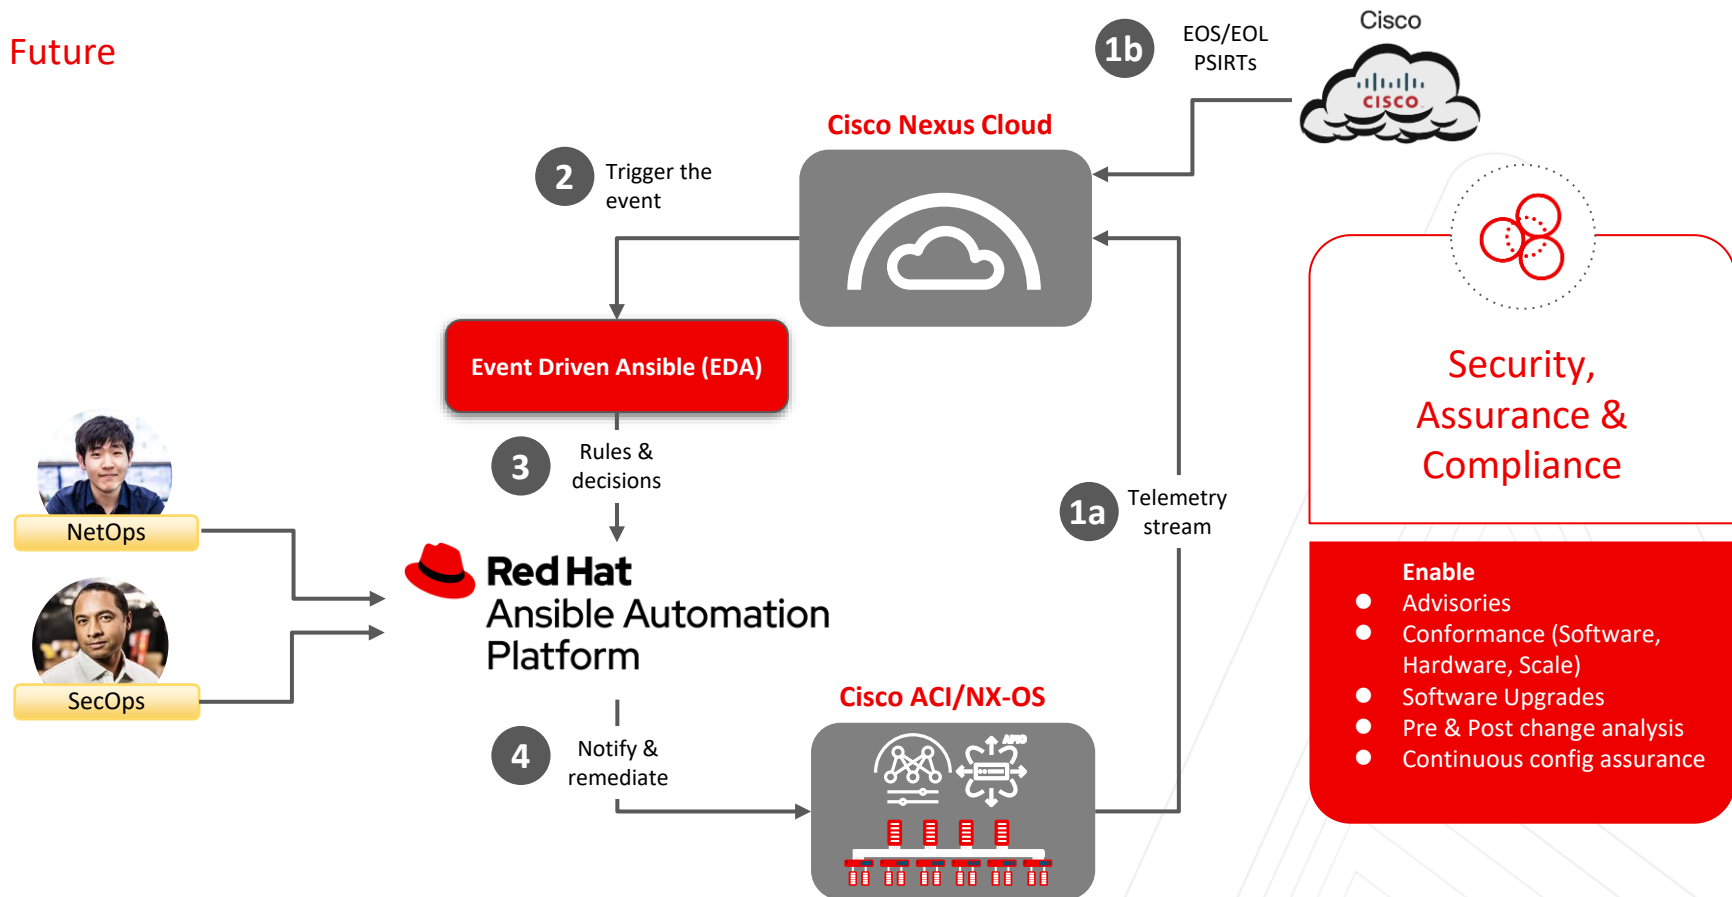 Future
1b
EOS/EOL
PSIRTs
Cisco
CISCO
Cisco Nexus Cloud
2
Trigger the
event
Event Driven Ansible (EDA)
3
Rules &
decisions
1a
Telemetry
stream
NetOps
SecOps
Red Hat
Ansible Automation
Platform
4
Notify &
remediate
Cisco ACI/NX-OS
APIC
Security,
Assurance &
Compliance
Enable
Advisories
Conformance (Software,
Hardware, Scale)
Software Upgrades
Pre & Post change analysis
Continuous config assurance